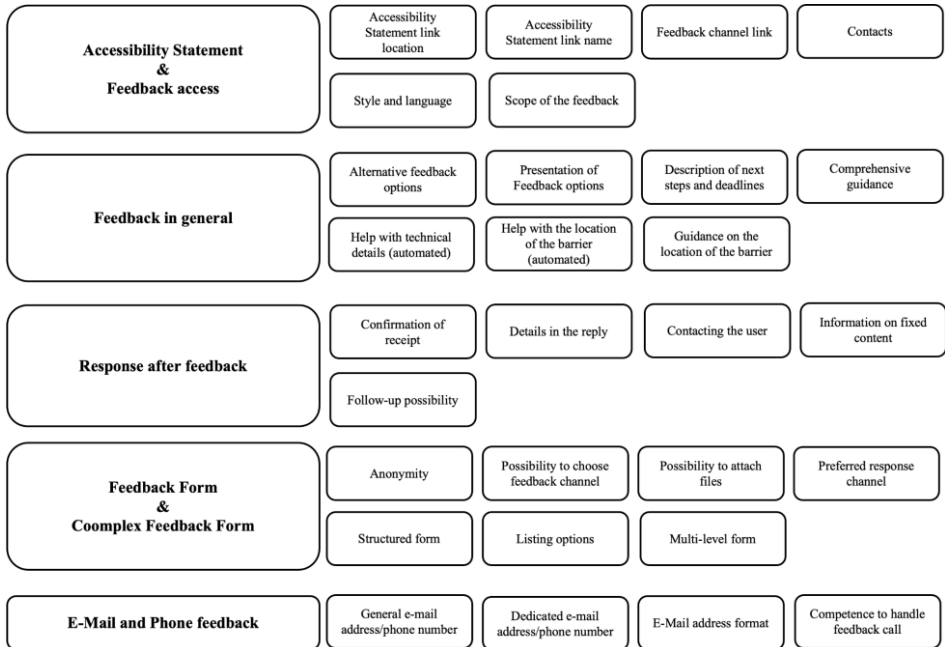 Accessibility Statement
&
Feedback access
Accessibility
Statement link
location
Accessibility
Statement link name
Feedback channel link
Contacts
Style and language
Scope of the feedback
Feedback in general
Alternative feedback
options
Presentation of
Feedback options
Description of next
steps and deadlines
Comprehensive
guidance
Help with technical
details (automated)
Help with the location
of the barrier
(automated)
Guidance on the
location of the barrier
Response after feedback
Confirmation of
receipt
Details in the reply
Contacting the user
Information on fixed
content
Follow-up possibility
Feedback Form
&
Coomplex Feedback Form
Anonymity
Possibility to choose
feedback channel
Possibility to attach
files
Preferred response
channel
Structured form
Listing options
Multi-level form
E-Mail and Phone feedback
General e-mail
address/phone number
Dedicated e-mail
address/phone number
E-Mail address format
Competence to handle
feedback call